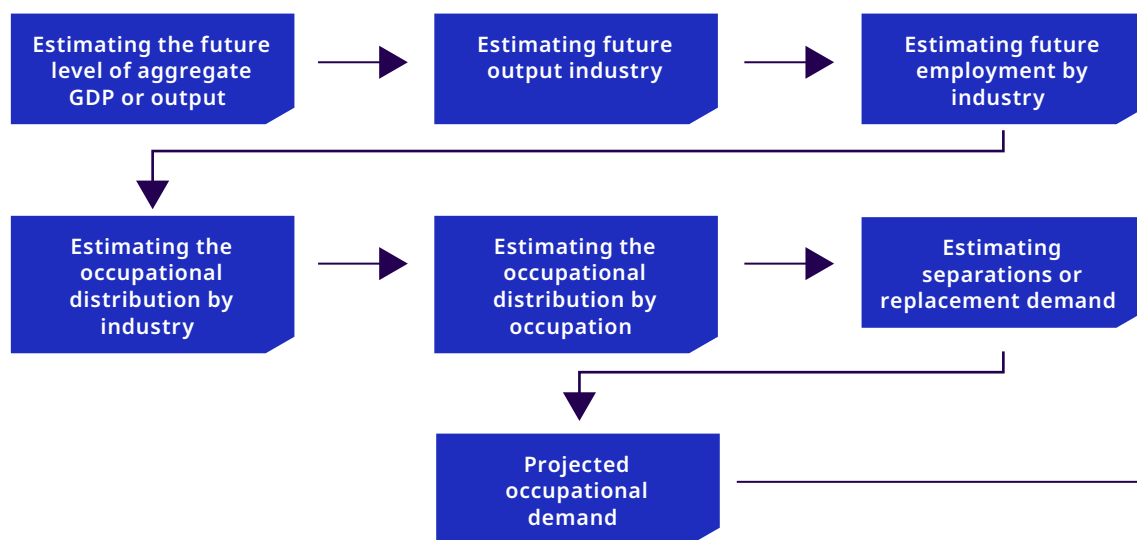 Estimating the future
level of aggregate
GDP or output
Estimating future
output industry
Estimating future
employment by
industry
Estimating the
occupational
distribution by
industry
Estimating the
occupational
distribution by
occupation
Estimating
separations or
replacement demand
Projected
occupational
demand